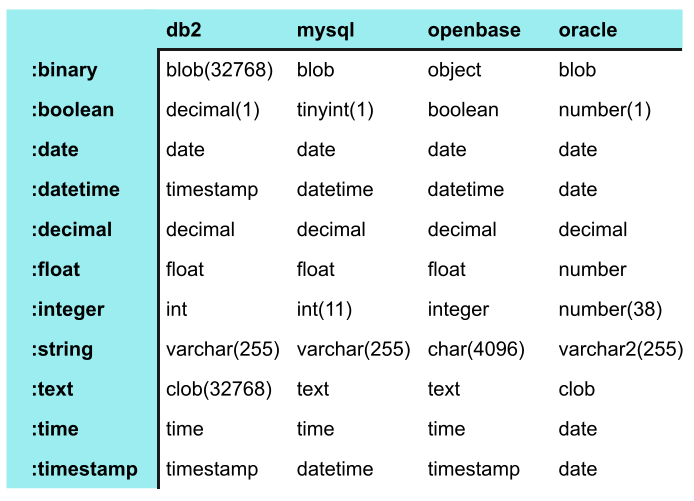 db2 mysql openbase oracle
:binary blob(32768) blob object blob
:boolean decimal(1) tinyint(1) boolean number(1)
:date date date date date
:datetime timestamp datetime datetime date
:decimal decimal decimal decimal decimal
:float float float float number
:integer int int(11) integer number(38)
:string varchar(255) varchar(255) char(4096) varchar2(255)
:text clob(32768) text text clob
:time time time time date
:timestamp timestamp datetime timestamp date